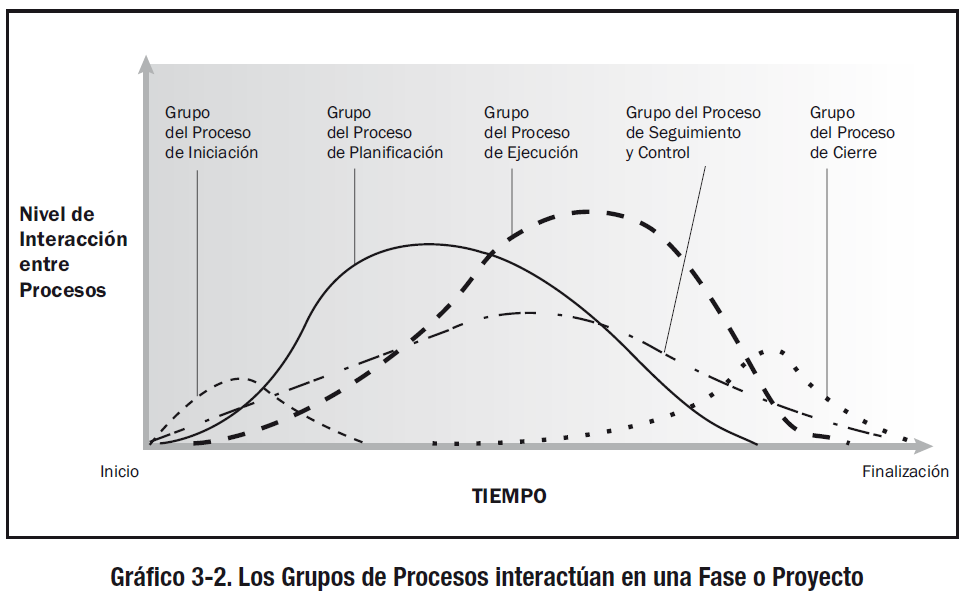 Grupo
del Proceso
de Iniciación
Grupo
del Proceso
de Planificación
Grupo
del Proceso
de Ejecución
Grupo del Proceso
de Seguimiento
y Control
Grupo
del Proceso
de Cierre
Nivel de
Interacción
entre
Procesos
Inicio
Finalización
TIEMPO
Gráfico 3-2. Los Grupos de Procesos interactúan en una Fase o Proyecto